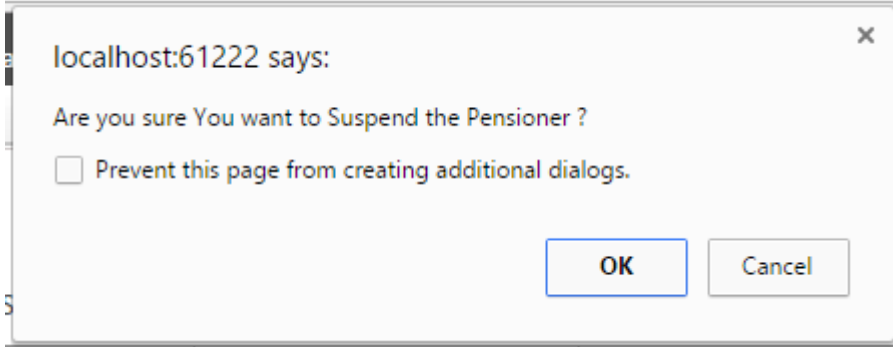 localhost:61222 says:
Are you sure You want to Suspend the Pensioner ?
Prevent this page from creating additional dialogs.
OK Cancel